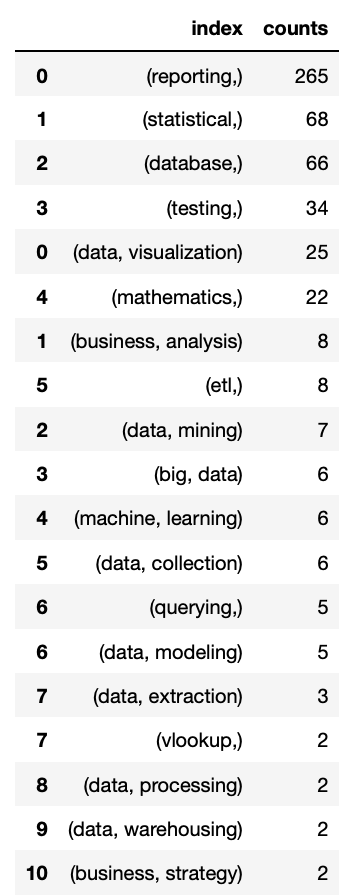 index counts
0 (reporting,) 265
1 (statistical,) 68
2 (database,) 66
3 (testing,) 34
0 (data, visualization) 25
4 (mathematics,) 22
1 (business, analysis) 8
5 (etl,) 8
2 (data, mining) 7
3 (big, data) 6
4 (machine, learning) 6
5 (data, collection) 6
6 (querying,) 5
6 (data, modeling) 5
7 (data, extraction) 3
7 (vlookup,) 2
8 (data, processing) 2
9 (data, warehousing) 2
10 (business, strategy) 2